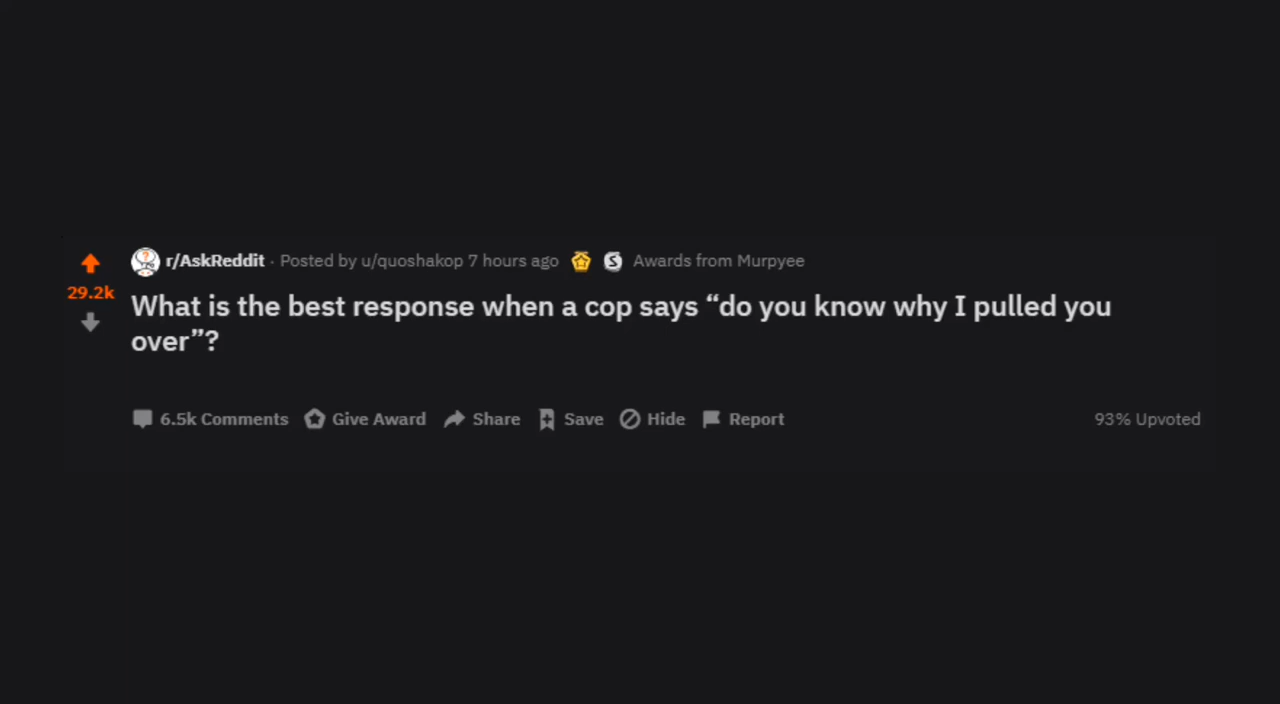 r/AskReddit · Posted by u/quoshakop 7 hours ago Awards from Murpyee
29.2k
What is the best response when a cop says “do you know why I pulled you
over”?
6.5k Comments Give Award Share Save Hide Report 93% Upvoted